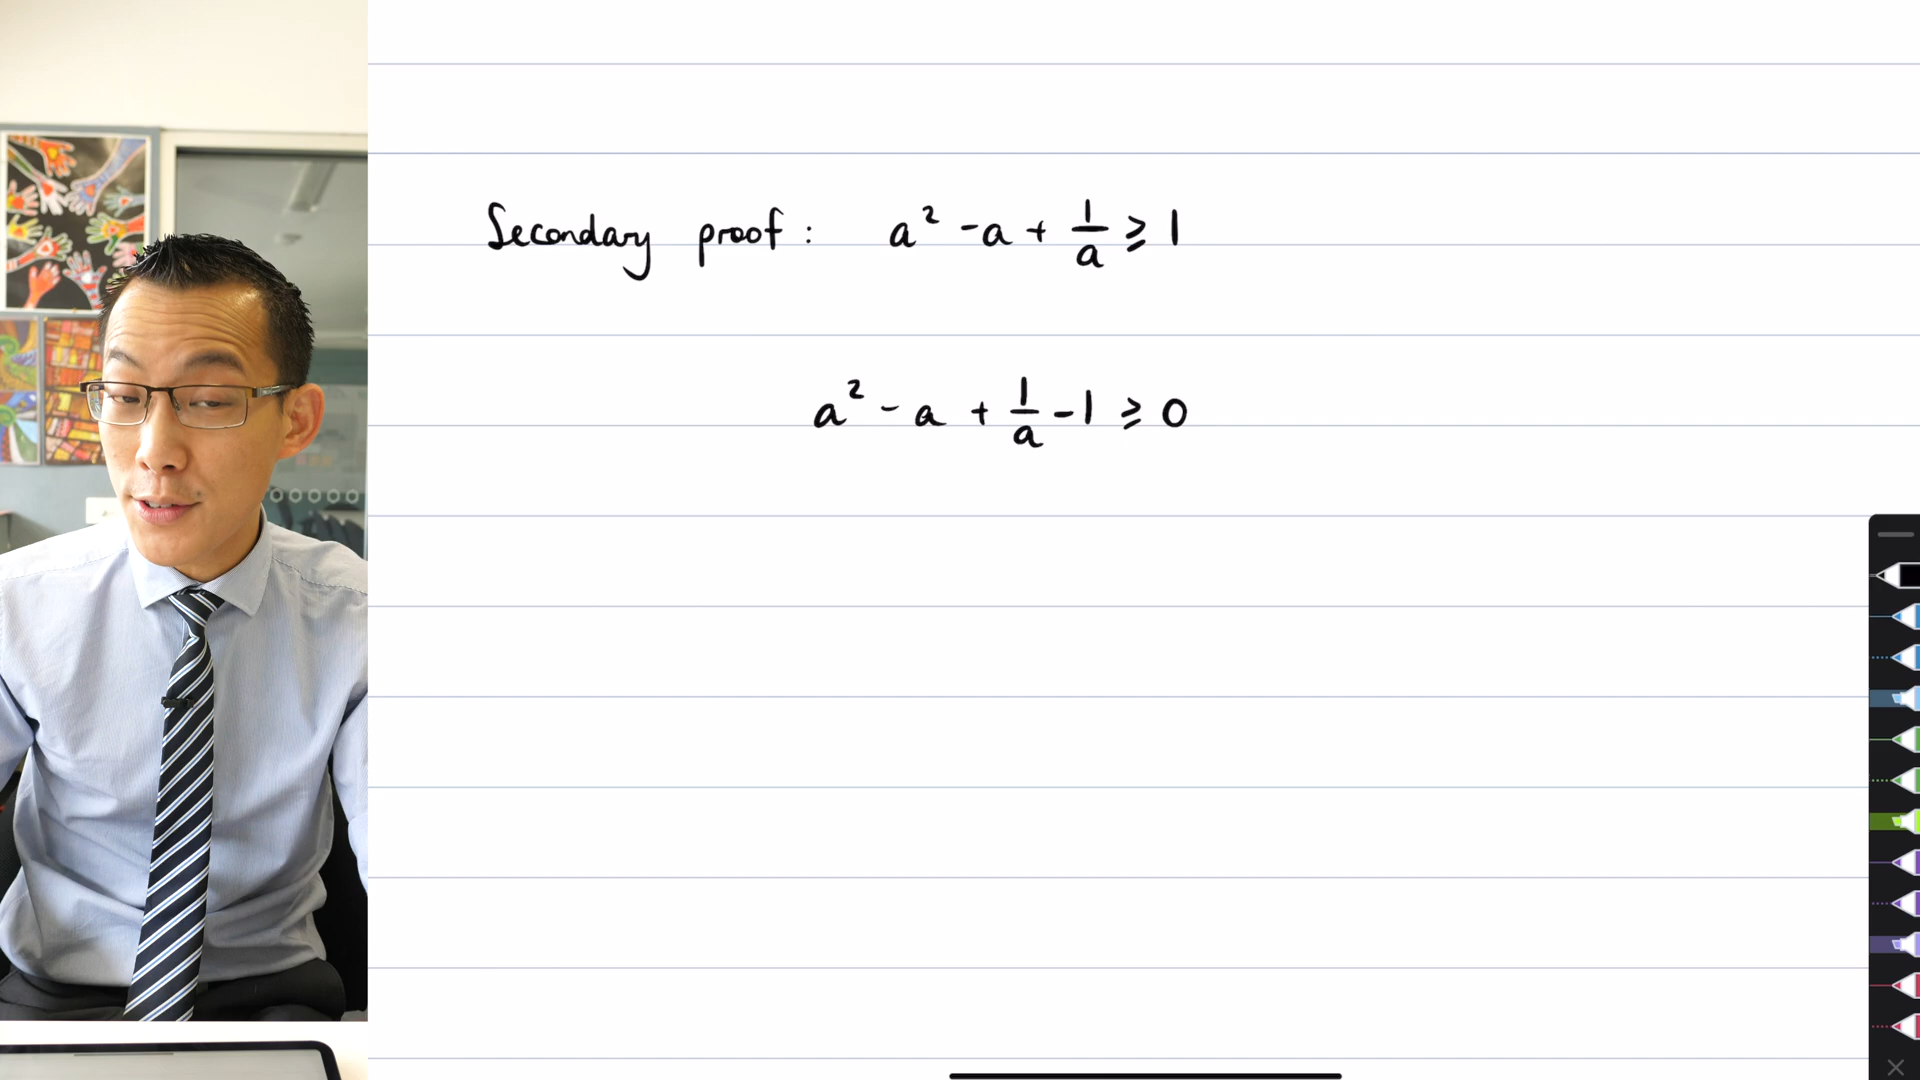 Secondary proof: a² - a + 1/a ⩾ 1
a² - a + 1/a - 1 ⩾ 0